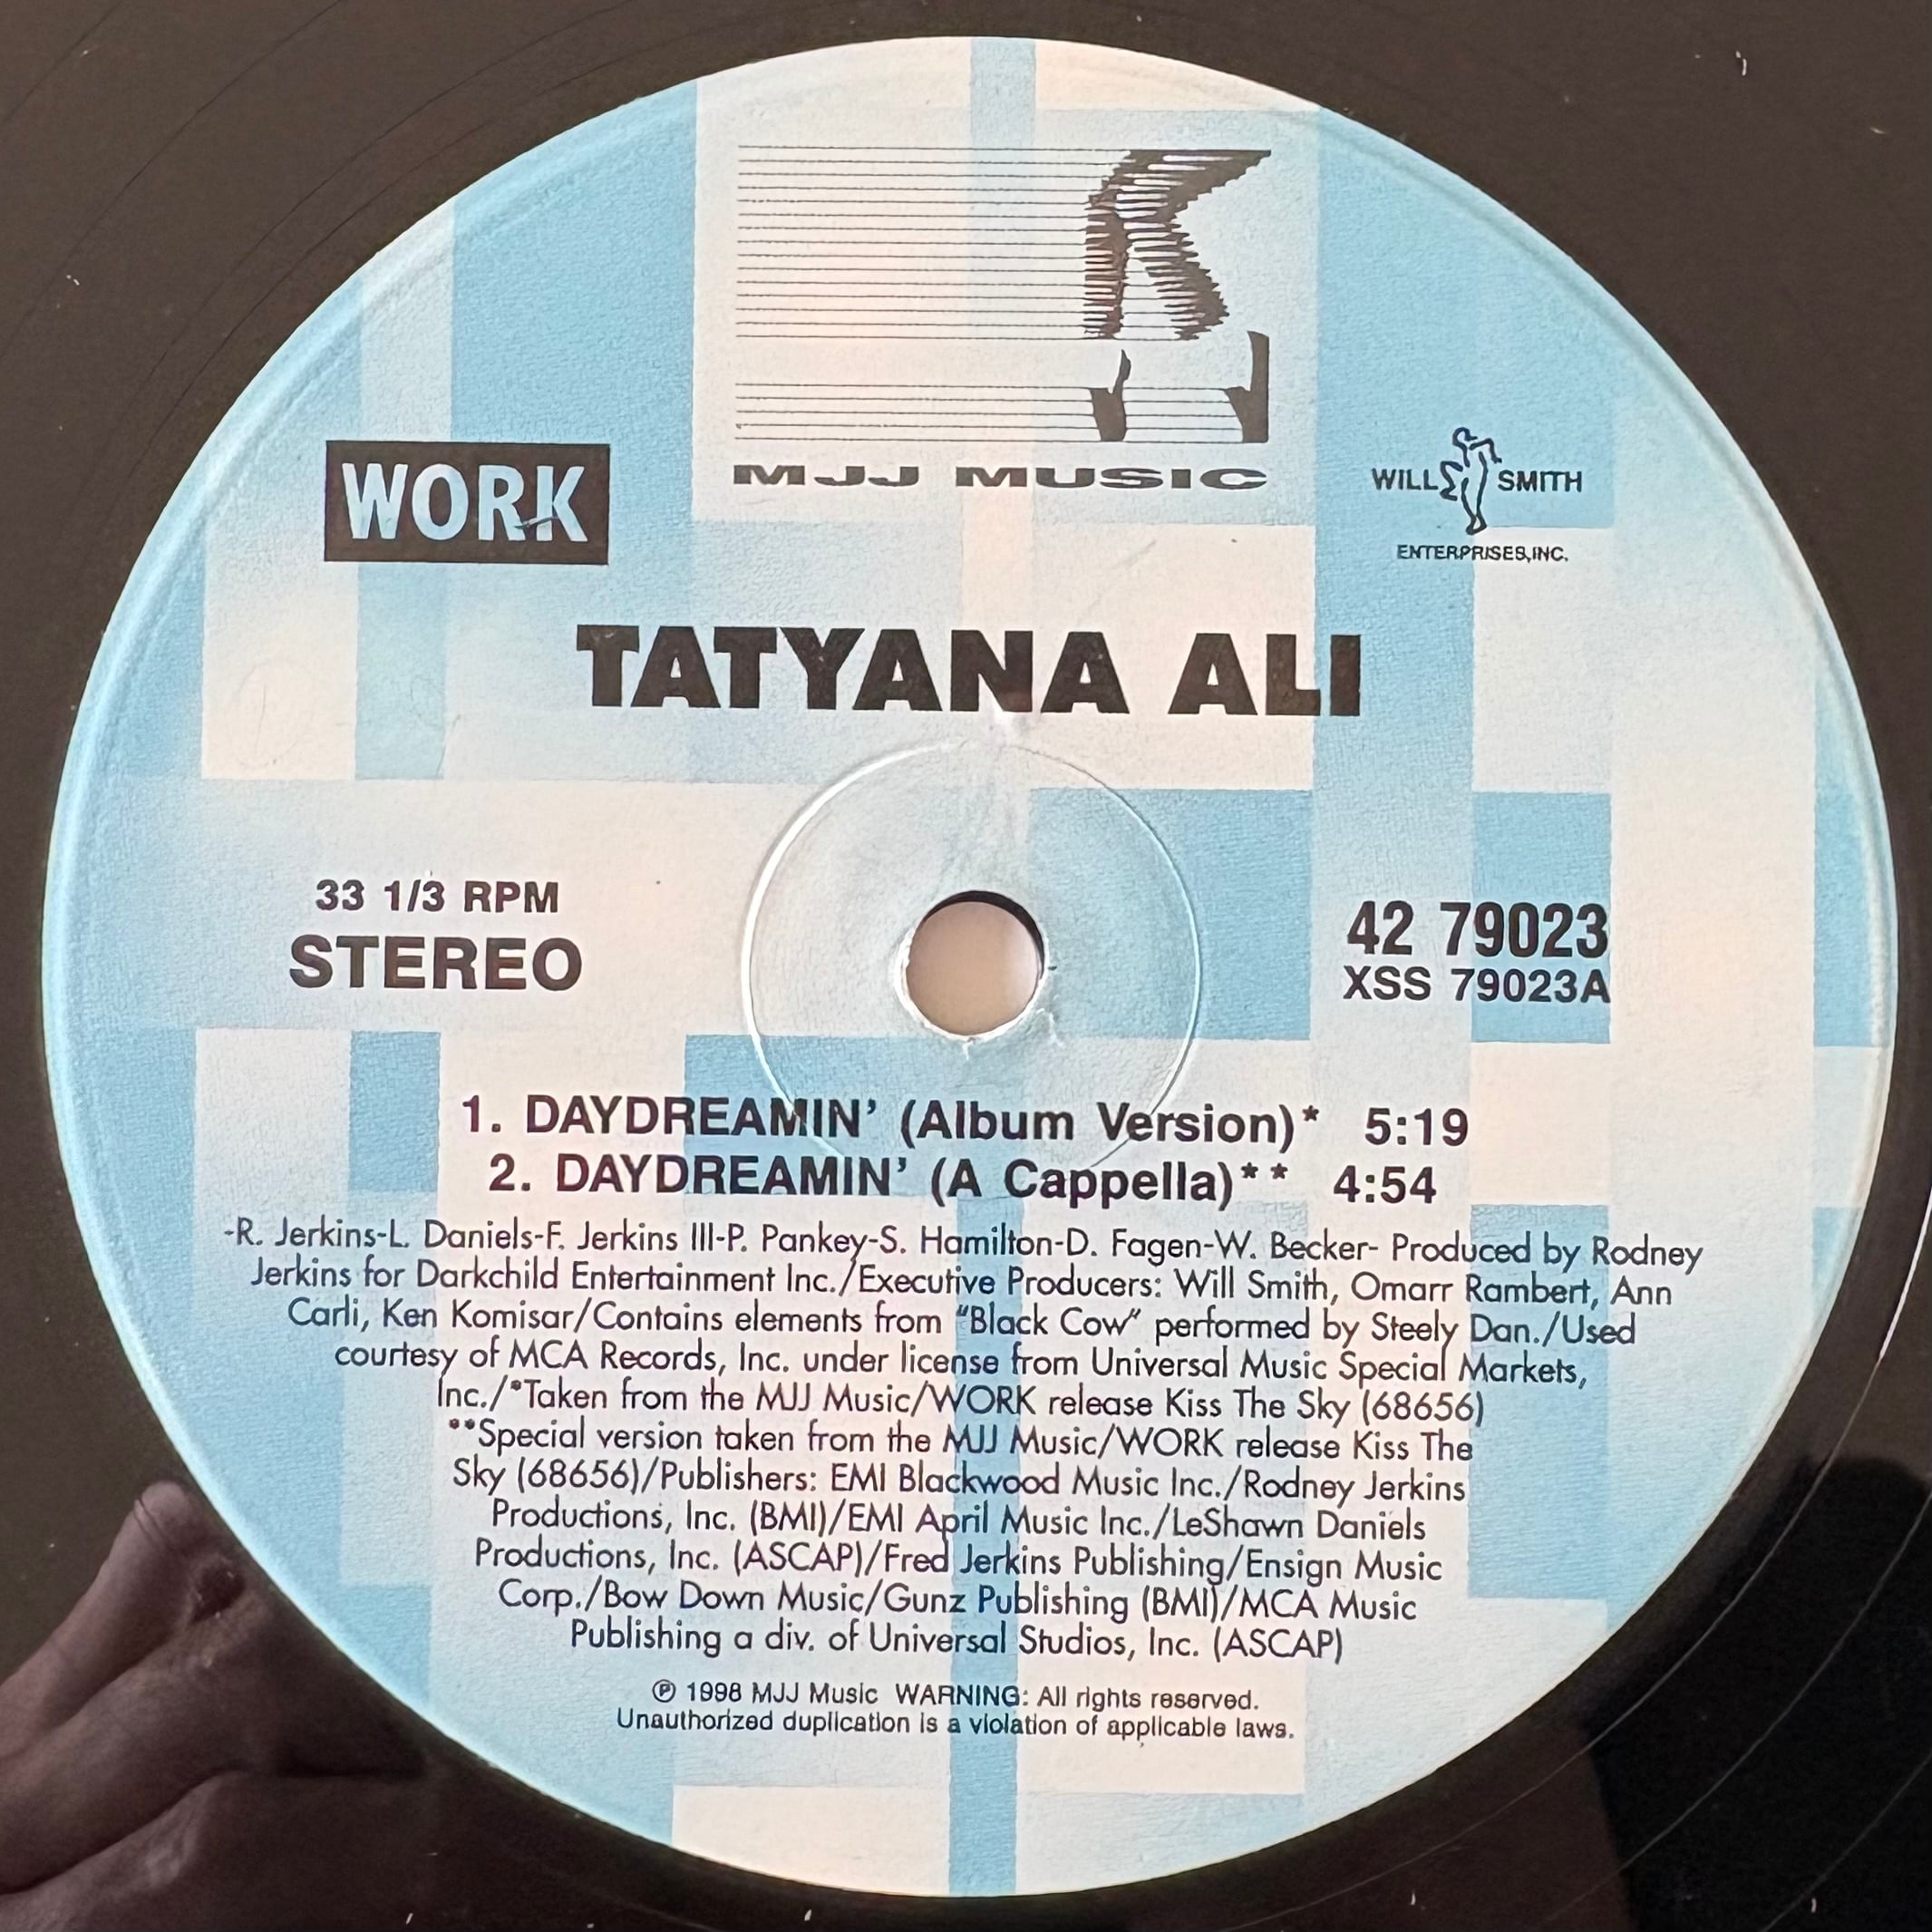 MJJ MUSIC
WORK
WILL SMITH
ENTERPRISES, INC.
TATYANA ALI
33 1/3 RPM
STEREO
42 79023
XSS 79023A
1. DAYDREAMIN' (Album Version)* 5:19
2. DAYDREAMIN' (A Cappella)** 4:54
-R. Jerkins-L. Daniels-F. Jerkins III-P. Pankey-S. Hamilton-D. Fagen-W. Becker- Produced by Rodney
Jerkins for Darkchild Entertainment Inc./Executive Producers: Will Smith, Omarr Rambert, Ann
Carli, Ken Komisar/Contains elements from "Black Cow" performed by Steely Dan./Used
courtesy of MCA Records, Inc. under license from Universal Music Special Markets,
Inc./*Taken from the MJJ Music/WORK release Kiss The Sky (68656)
**Special version taken from the MJJ Music/WORK release Kiss The
Sky (68656)/Publishers: EMI Blackwood Music Inc./Rodney Jerkins
Productions, Inc. (BMI)/EMI April Music Inc./LeShawn Daniels
Productions, Inc. (ASCAP)/Fred Jerkins Publishing/Ensign Music
Corp./Bow Down Music/Gunz Publishing (BMI)/MCA Music
Publishing a div. of Universal Studios, Inc. (ASCAP)
℗ 1998 MJJ Music WARNING: All rights reserved.
Unauthorized duplication is a violation of applicable laws.